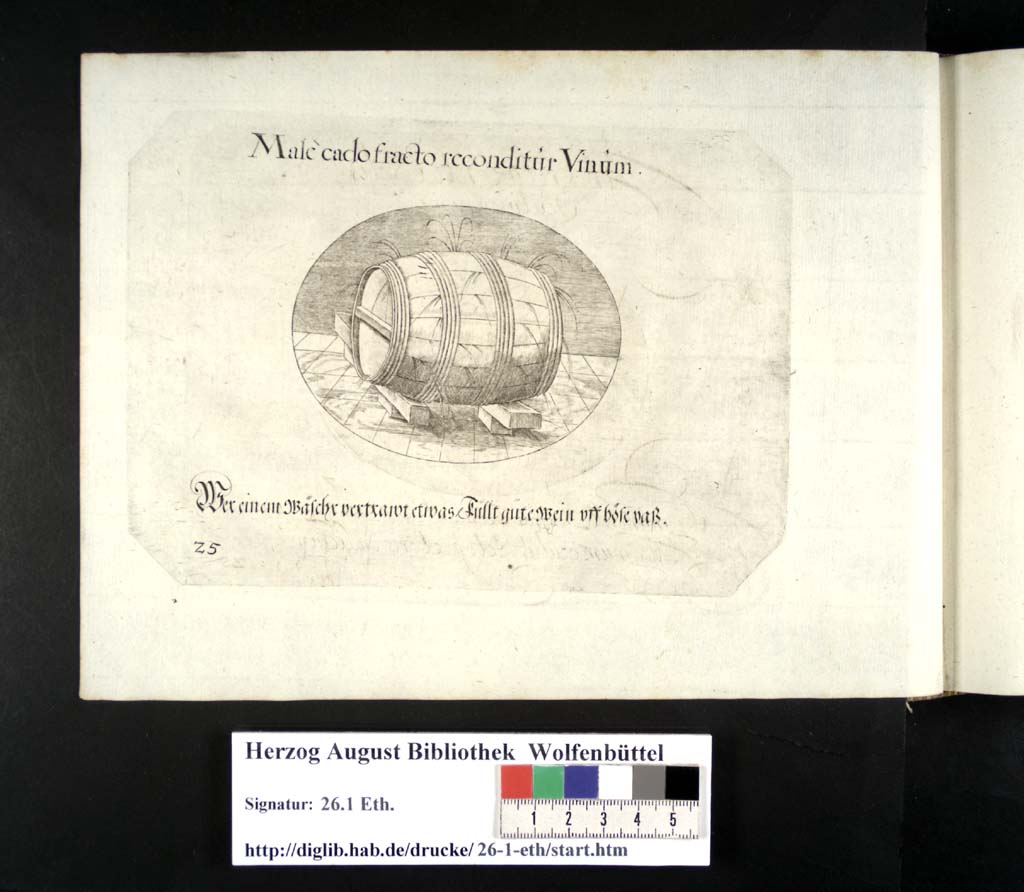 Malè cado fracto reconditur Vinum.
Wer einem Wäschr vertrawt etwas / Füllt gute Wein vff böse vaß.
25
Herzog August Bibliothek Wolfenbüttel
Signatur: 26.1 Eth.
1 2 3 4 5
http://diglib.hab.de/drucke/ 26-1-eth/start.htm